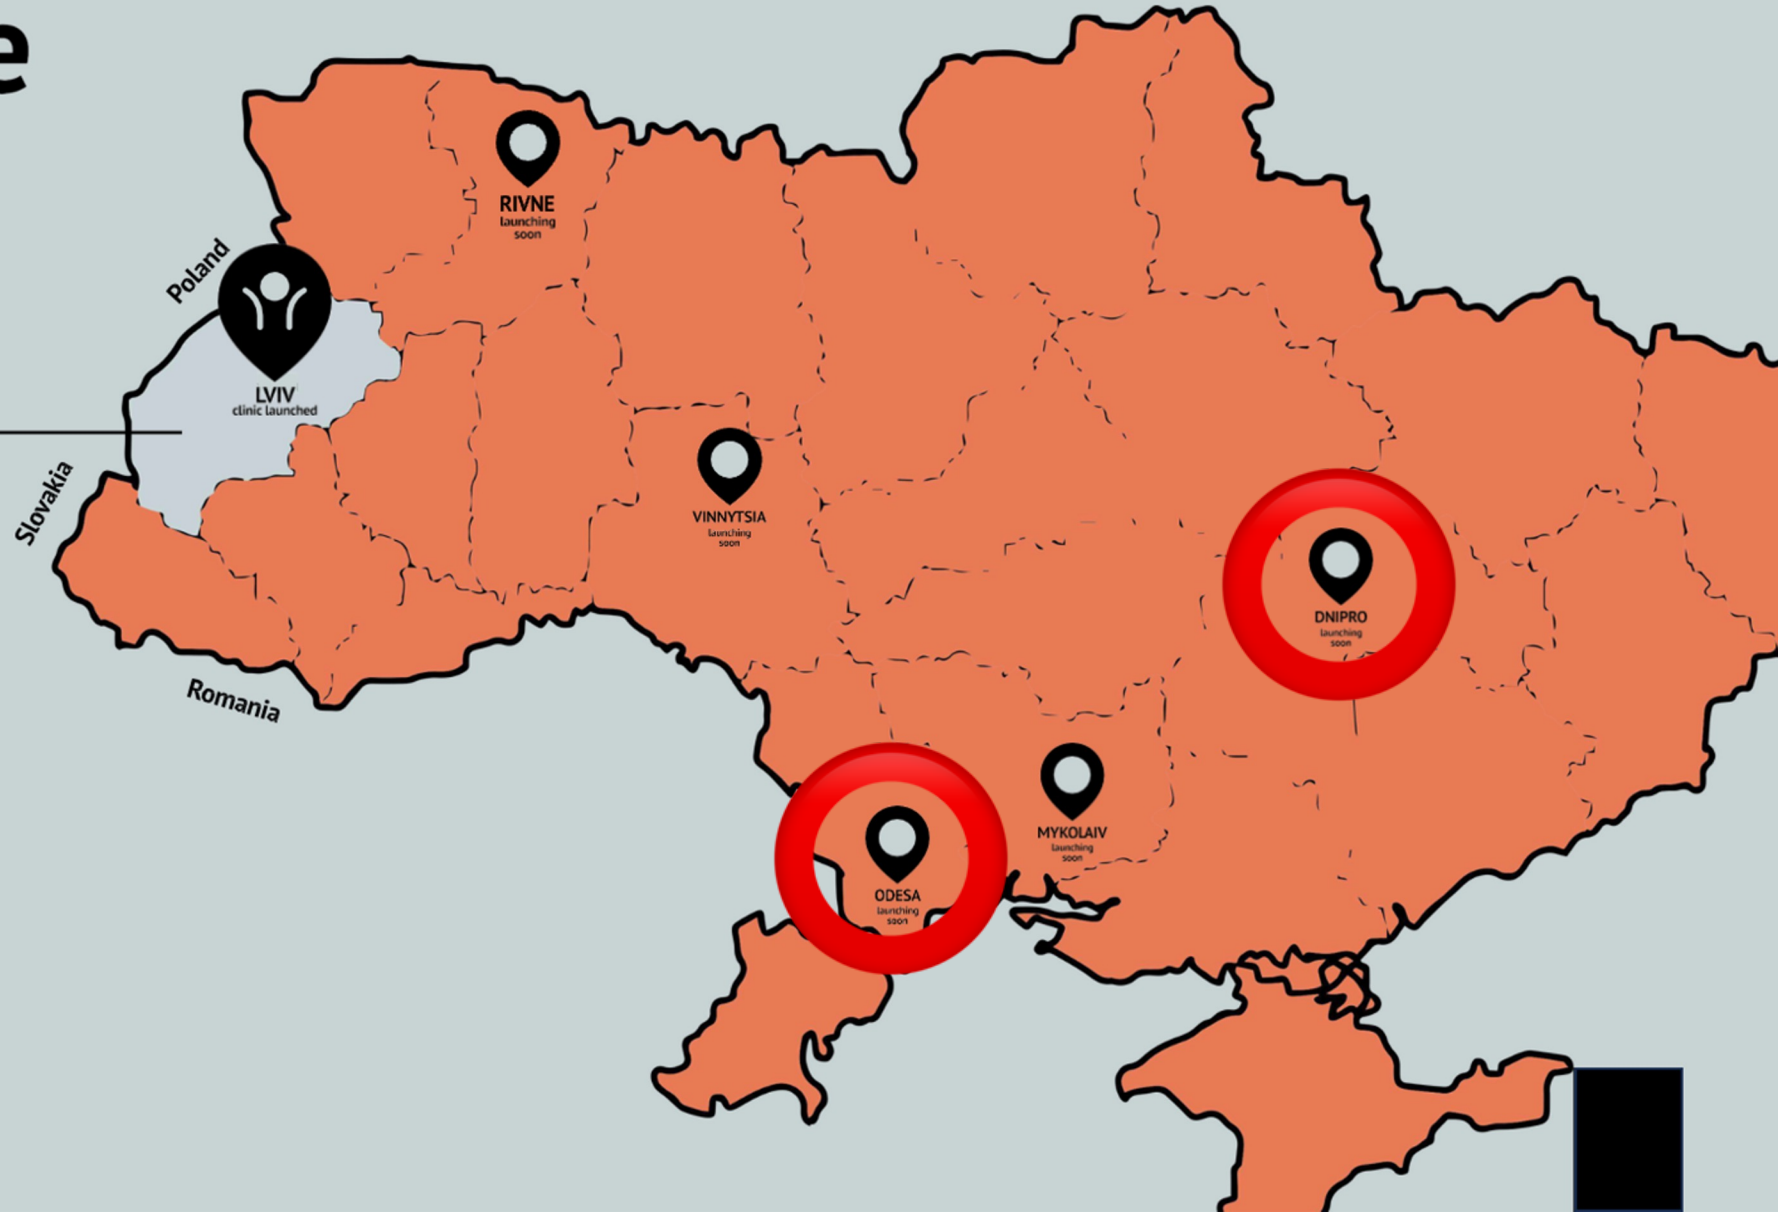 e
RIVNE
launching
soon
Poland
LVIV
clinic launched
Slovakia
VINNYTSIA
launching
soon
DNIPRO
launching
soon
Romania
MYKOLAIV
launching
soon
ODESA
launching
soon